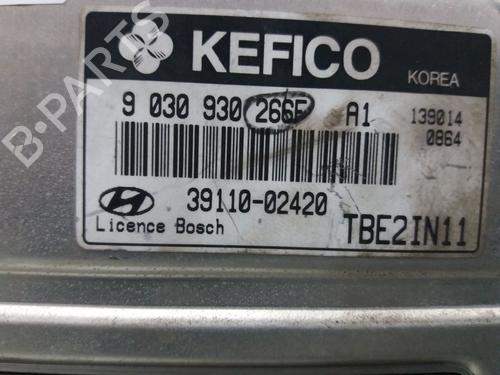 KEFICO
KOREA
9 030 930 266F A1
139014
0864
39110-02420
Licence Bosch
TBE2IN11
B-PARTS